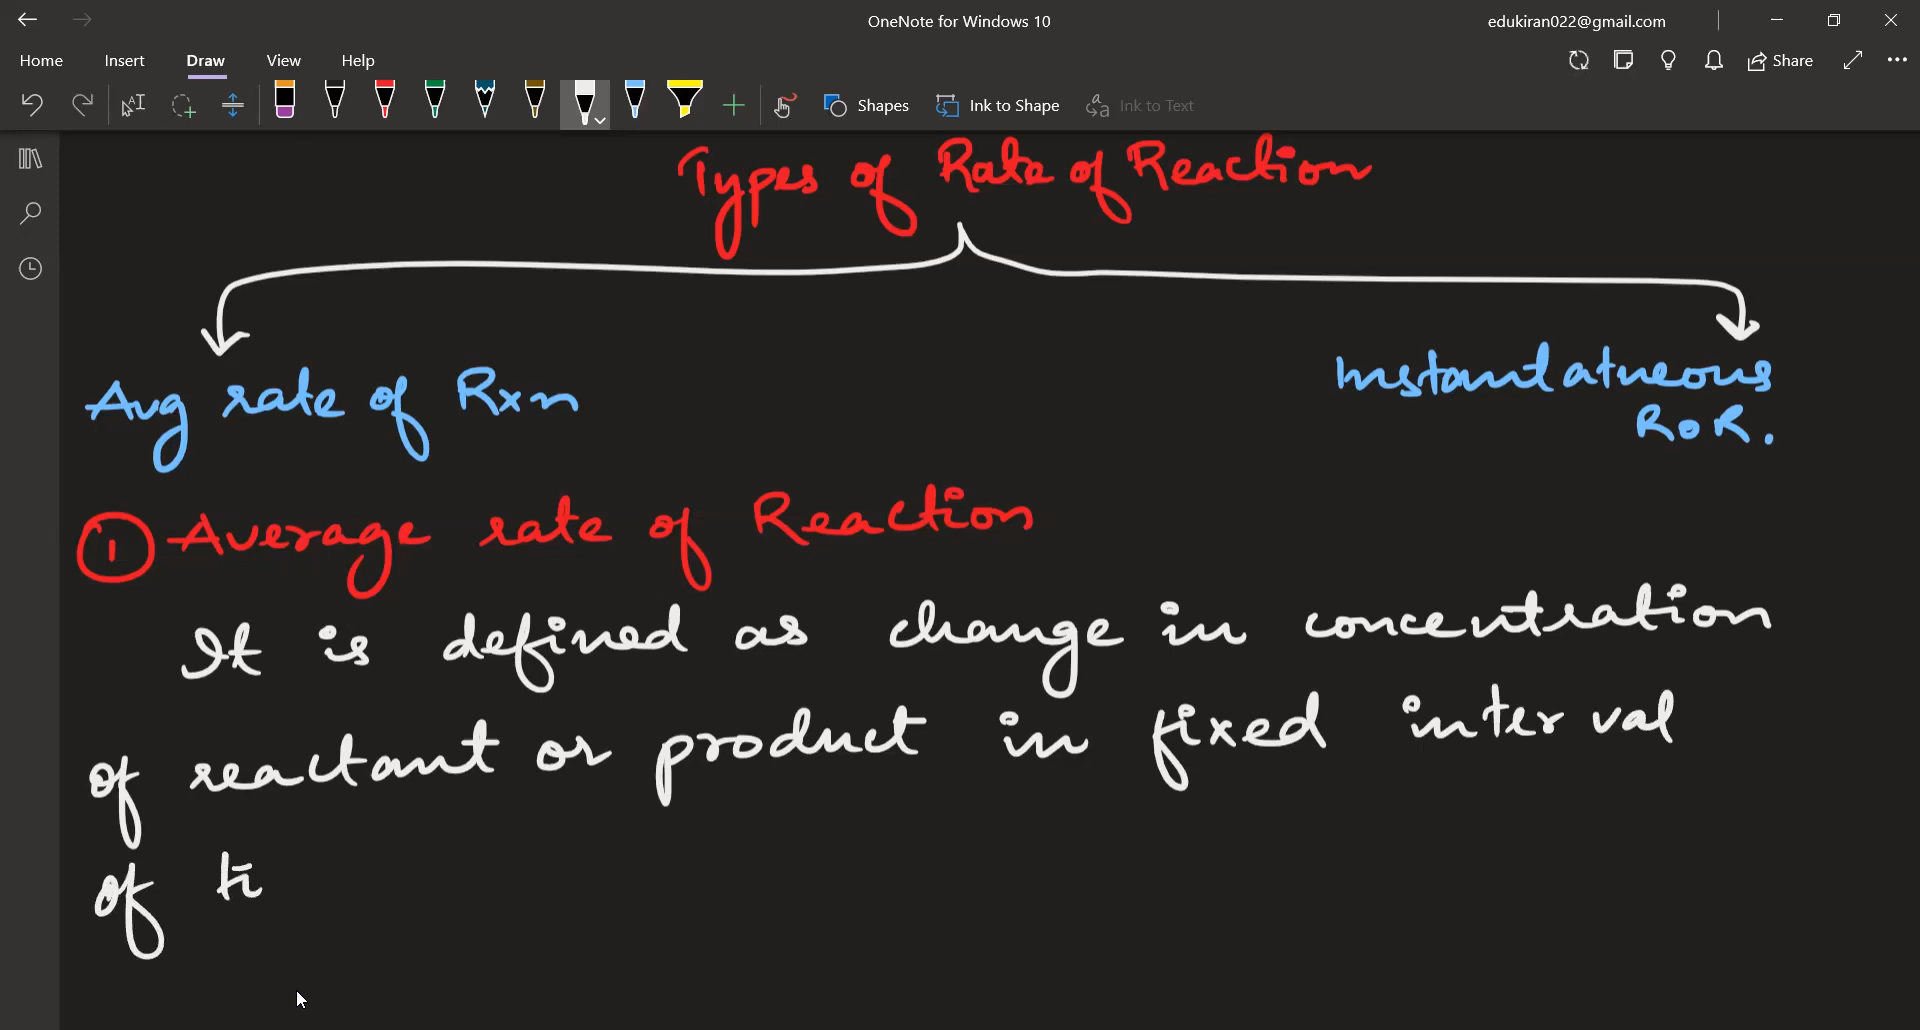 OneNote for Windows 10
edukiran022@gmail.com
Home Insert Draw View Help
Share
Shapes Ink to Shape Ink to Text
Types of Rate of Reaction
Avg rate of Rxn
Instantatneous
ROR.
1 Average rate of Reaction
It is defined as change in concentration
of reactant or product in fixed interval
of ti